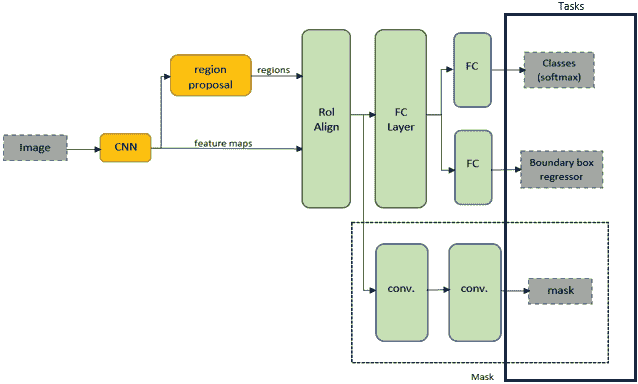 Tasks
region
proposal
regions
RoI
Align
FC
Layer
FC
Classes
(softmax)
Image
CNN
feature maps
FC
Boundary box
regressor
conv.
conv.
mask
Mask